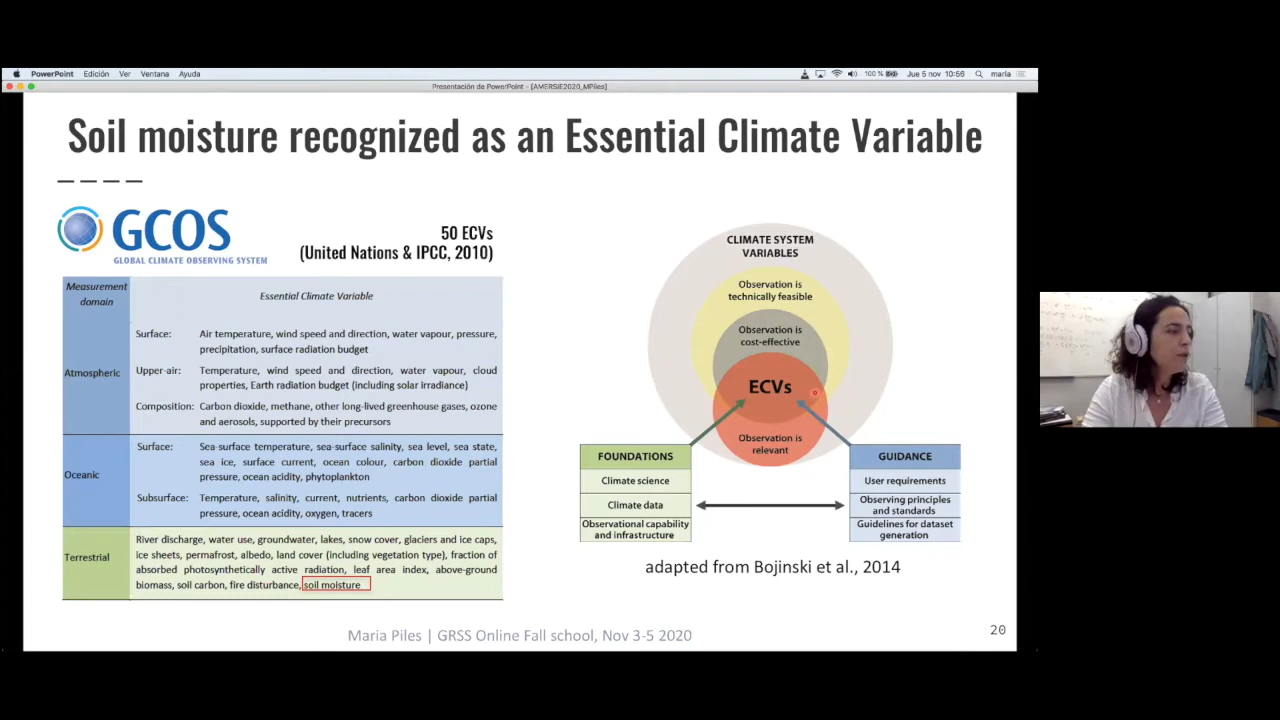 PowerPoint Edición Ver Ventana Ayuda
100 % Jue 5 nov 10:56 maria
Presentación de PowerPoint - [AMERSIE2020_MPiles]
Soil moisture recognized as an Essential Climate Variable
GCOS
GLOBAL CLIMATE OBSERVING SYSTEM
50 ECVs
(United Nations & IPCC, 2010)
Measurement
domain
Essential Climate Variable
Atmospheric
Surface: Air temperature, wind speed and direction, water vapour, pressure,
precipitation, surface radiation budget
Upper-air: Temperature, wind speed and direction, water vapour, cloud
properties, Earth radiation budget (including solar irradiance)
Composition: Carbon dioxide, methane, other long-lived greenhouse gases, ozone
and aerosols, supported by their precursors
Oceanic
Surface: Sea-surface temperature, sea-surface salinity, sea level, sea state,
sea ice, surface current, ocean colour, carbon dioxide partial
pressure, ocean acidity, phytoplankton
Subsurface: Temperature, salinity, current, nutrients, carbon dioxide partial
pressure, ocean acidity, oxygen, tracers
Terrestrial
River discharge, water use, groundwater, lakes, snow cover, glaciers and ice caps,
ice sheets, permafrost, albedo, land cover (including vegetation type), fraction of
absorbed photosynthetically active radiation, leaf area index, above-ground
biomass, soil carbon, fire disturbance, soil moisture
CLIMATE SYSTEM
VARIABLES
Observation is
technically feasible
Observation is
cost-effective
ECVs
Observation is
relevant
FOUNDATIONS
Climate science
Climate data
Observational capability
and infrastructure
GUIDANCE
User requirements
Observing principles
and standards
Guidelines for dataset
generation
adapted from Bojinski et al., 2014
Maria Piles | GRSS Online Fall school, Nov 3-5 2020
20